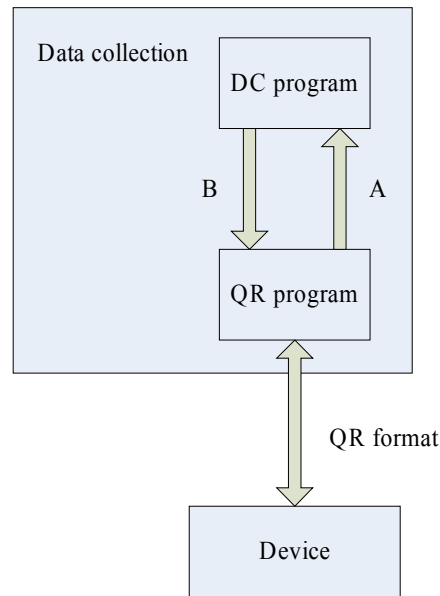 Data collection
DC program
B
A
QR program
QR format
Device